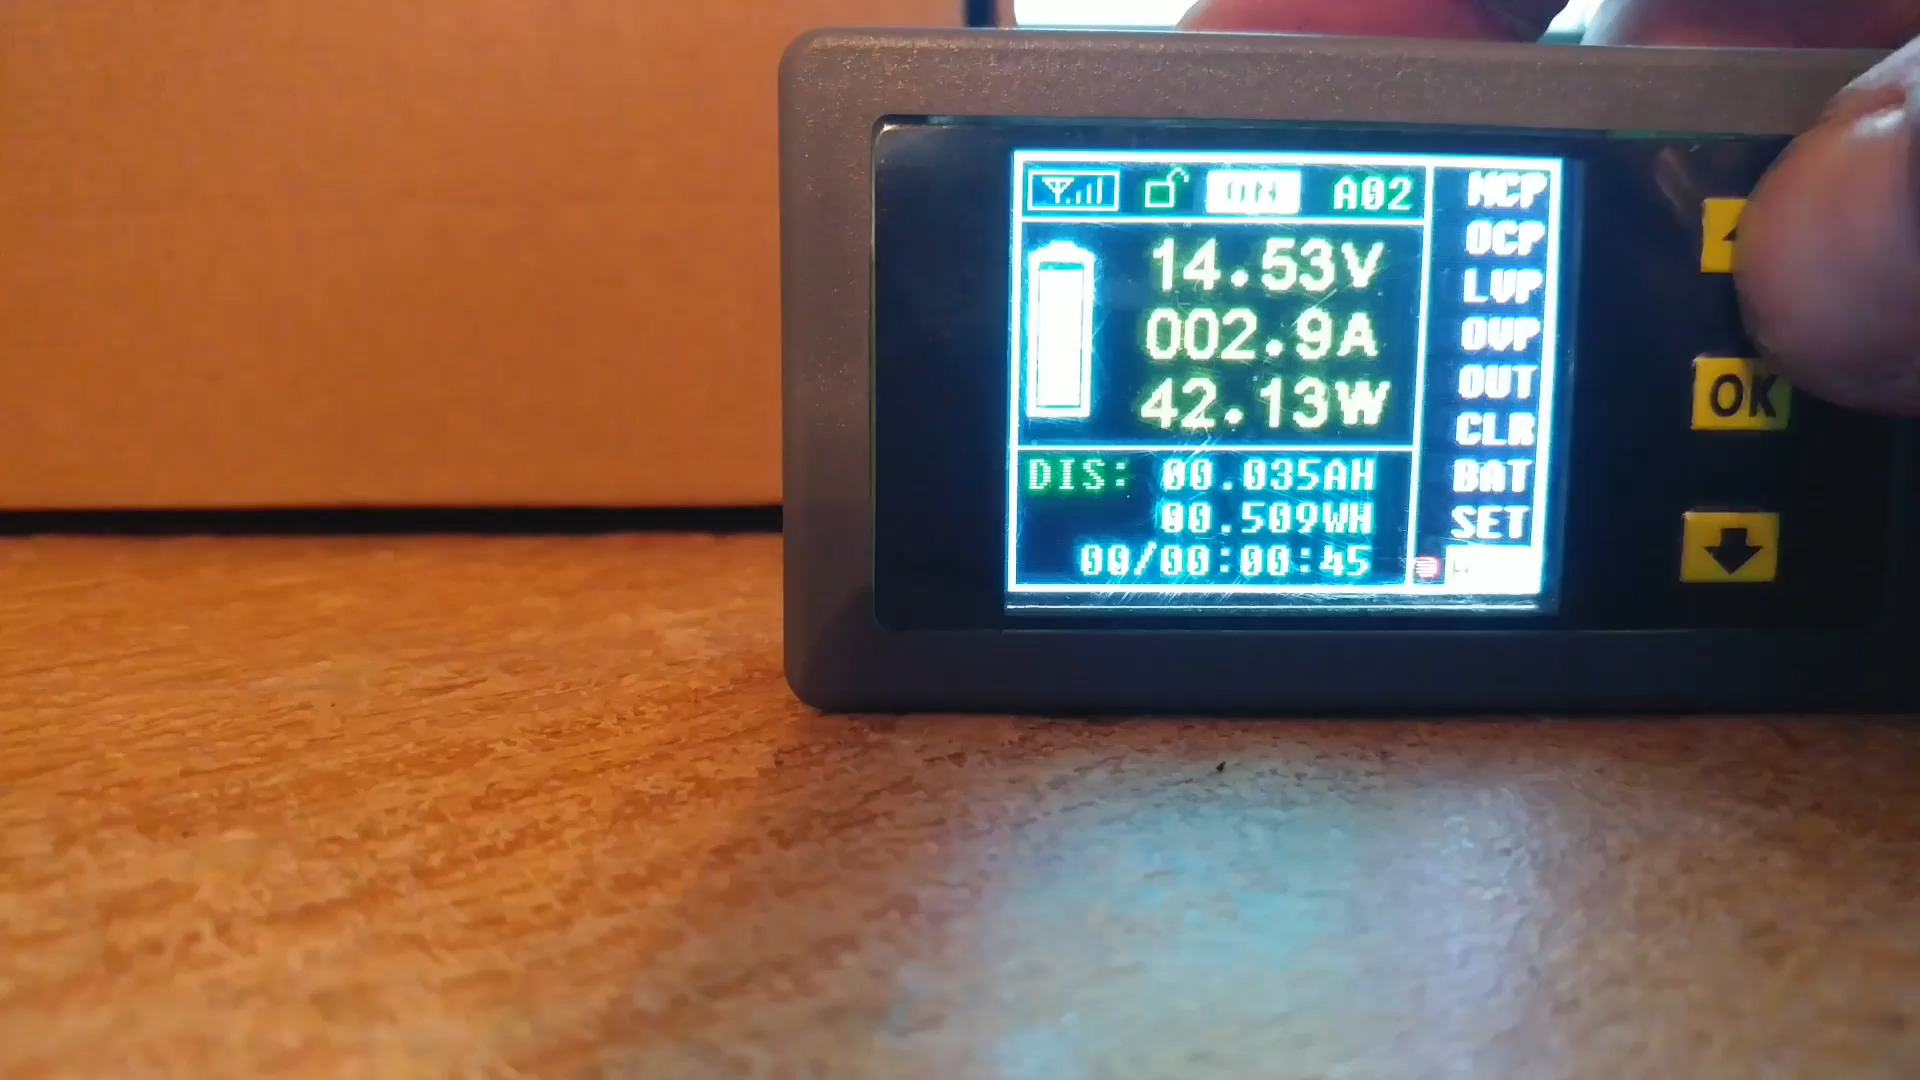 ON A02
14.53V
002.9A
42.13W
DIS: 00.035AH
00.509WH
00/00:00:45
NCP
OCP
LVP
OVP
OUT
CLR
BAT
SET
OK